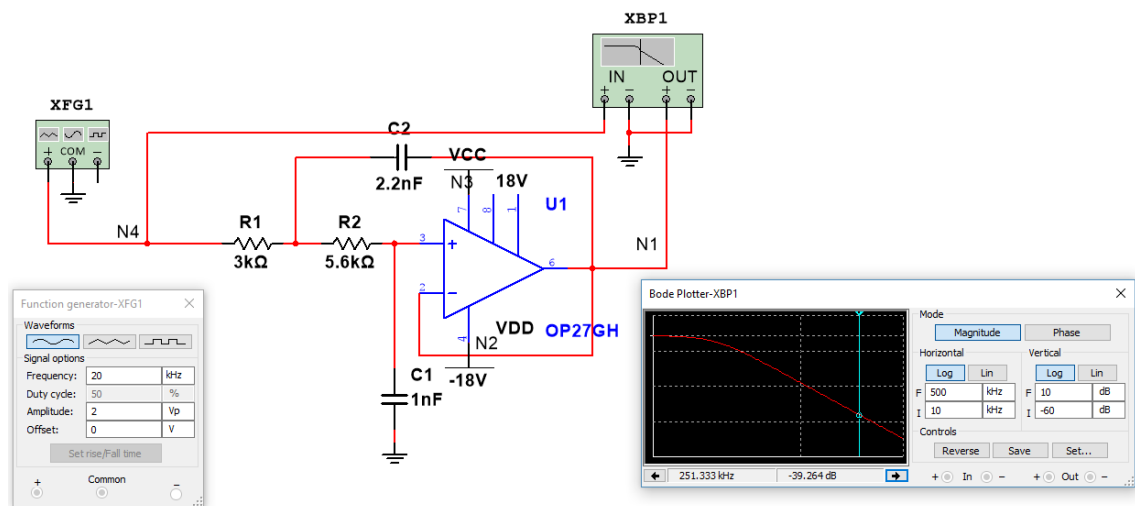 XBP1
IN OUT
+ − + −
XFG1
+ COM −
C2
2.2nF
VCC
N3
18V
7
8
1
U1
R1
R2
N4
3kΩ
5.6kΩ
3
+
2
−
6
N1
4
VDD
OP27GH
N2
-18V
C1
1nF
Function generator-XFG1
Waveforms
Signal options
Frequency: 20 kHz
Duty cycle: 50 %
Amplitude: 2 Vp
Offset: 0 V
Set rise/Fall time
+ Common −
Bode Plotter-XBP1
Mode
Magnitude Phase
Horizontal Vertical
Log Lin Log Lin
F 500 kHz F 10 dB
I 10 kHz I -60 dB
Controls
Reverse Save Set...
251.333 kHz -39.264 dB
+ In − + Out −